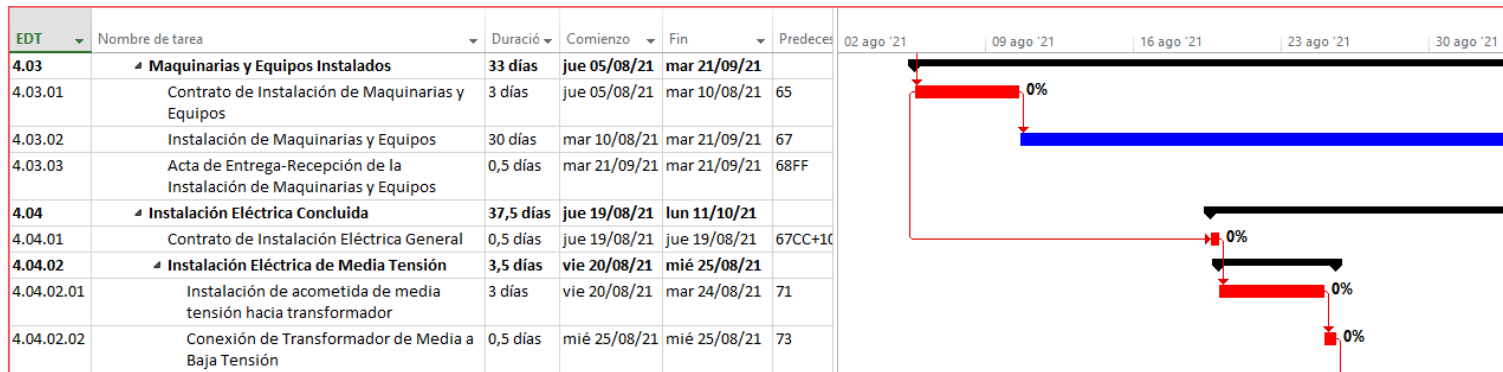 EDT Nombre de tarea Duració Comienzo Fin Predeces 02 ago '21 09 ago '21 16 ago '21 23 ago '21 30 ago '21
4.03 Maquinarias y Equipos Instalados 33 días jue 05/08/21 mar 21/09/21
4.03.01 Contrato de Instalación de Maquinarias y 3 días jue 05/08/21 mar 10/08/21 65 0%
Equipos
4.03.02 Instalación de Maquinarias y Equipos 30 días mar 10/08/21 mar 21/09/21 67
4.03.03 Acta de Entrega-Recepción de la 0,5 días mar 21/09/21 mar 21/09/21 68FF
Instalación de Maquinarias y Equipos
4.04 Instalación Eléctrica Concluida 37,5 días jue 19/08/21 lun 11/10/21
4.04.01 Contrato de Instalación Eléctrica General 0,5 días jue 19/08/21 jue 19/08/21 67CC+10 0%
4.04.02 Instalación Eléctrica de Media Tensión 3,5 días vie 20/08/21 mié 25/08/21
4.04.02.01 Instalación de acometida de media 3 días vie 20/08/21 mar 24/08/21 71 0%
tensión hacia transformador
4.04.02.02 Conexión de Transformador de Media a 0,5 días mié 25/08/21 mié 25/08/21 73 0%
Baja Tensión